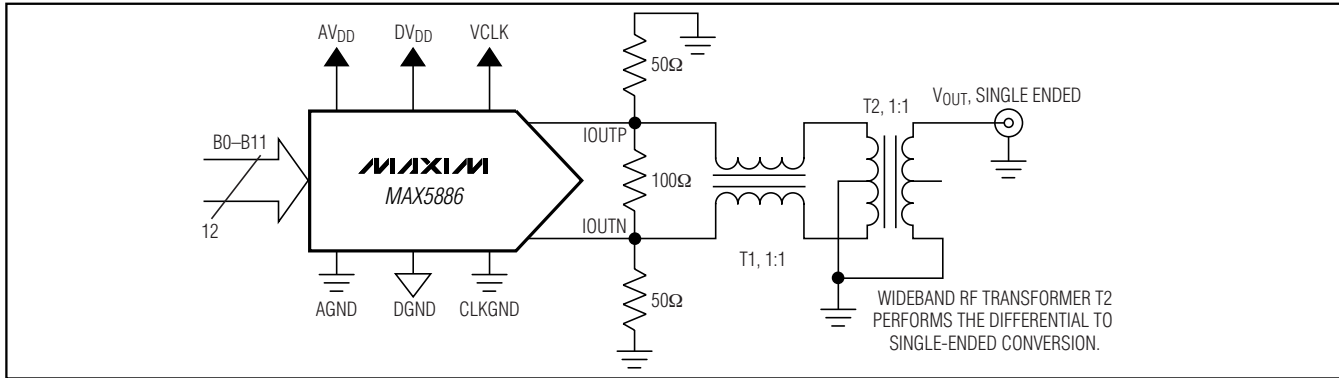 AVDD
DVDD
VCLK
50Ω
T2, 1:1
VOUT, SINGLE ENDED
IOUTP
B0–B11
MAXIM
MAX5886
100Ω
12
IOUTN
T1, 1:1
AGND
DGND
CLKGND
50Ω
WIDEBAND RF TRANSFORMER T2
PERFORMS THE DIFFERENTIAL TO
SINGLE-ENDED CONVERSION.